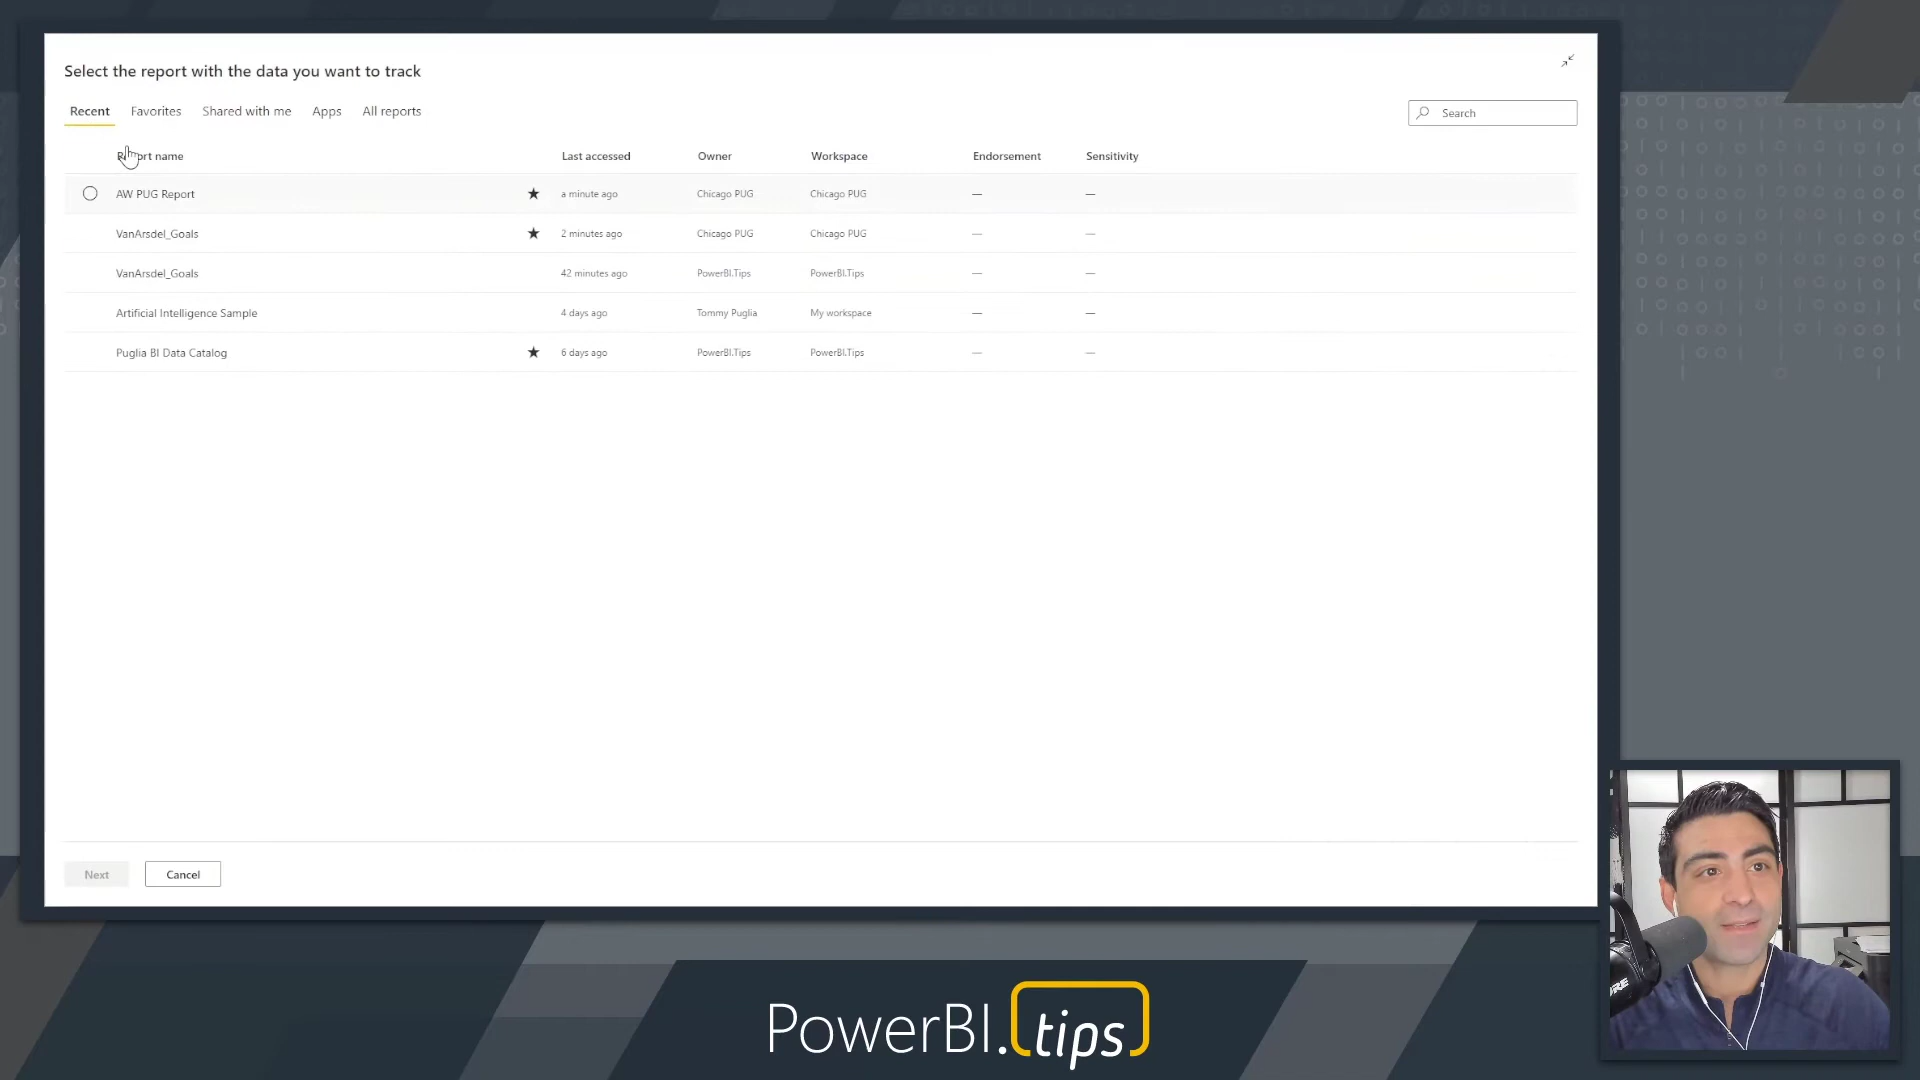 Select the report with the data you want to track
Recent Favorites Shared with me Apps All reports Search
Report name Last accessed Owner Workspace Endorsement Sensitivity
AW PUG Report ★ a minute ago Chicago PUG Chicago PUG — —
VanArsdel_Goals ★ 2 minutes ago Chicago PUG Chicago PUG — —
VanArsdel_Goals 42 minutes ago PowerBI.Tips PowerBI.Tips — —
Artificial Intelligence Sample 4 days ago Tommy Puglia My workspace — —
Puglia BI Data Catalog ★ 6 days ago PowerBI.Tips PowerBI.Tips — —
Next Cancel
PowerBI.tips